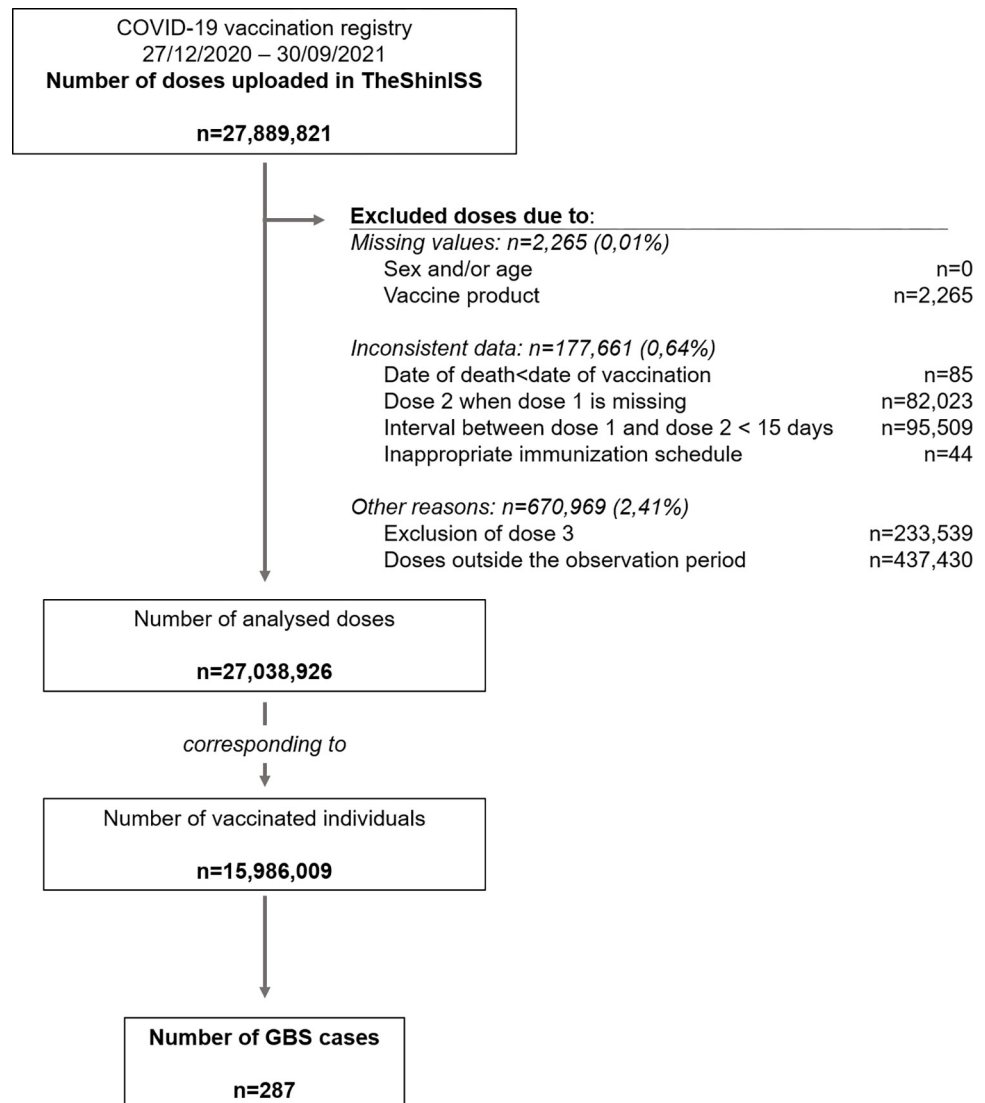 COVID-19 vaccination registry
27/12/2020 – 30/09/2021
Number of doses uploaded in TheShinISS
n=27,889,821
Excluded doses due to:
Missing values: n=2,265 (0,01%)
Sex and/or age n=0
Vaccine product n=2,265
Inconsistent data: n=177,661 (0,64%)
Date of death<date of vaccination n=85
Dose 2 when dose 1 is missing n=82,023
Interval between dose 1 and dose 2 < 15 days n=95,509
Inappropriate immunization schedule n=44
Other reasons: n=670,969 (2,41%)
Exclusion of dose 3 n=233,539
Doses outside the observation period n=437,430
Number of analysed doses
n=27,038,926
corresponding to
Number of vaccinated individuals
n=15,986,009
Number of GBS cases
n=287